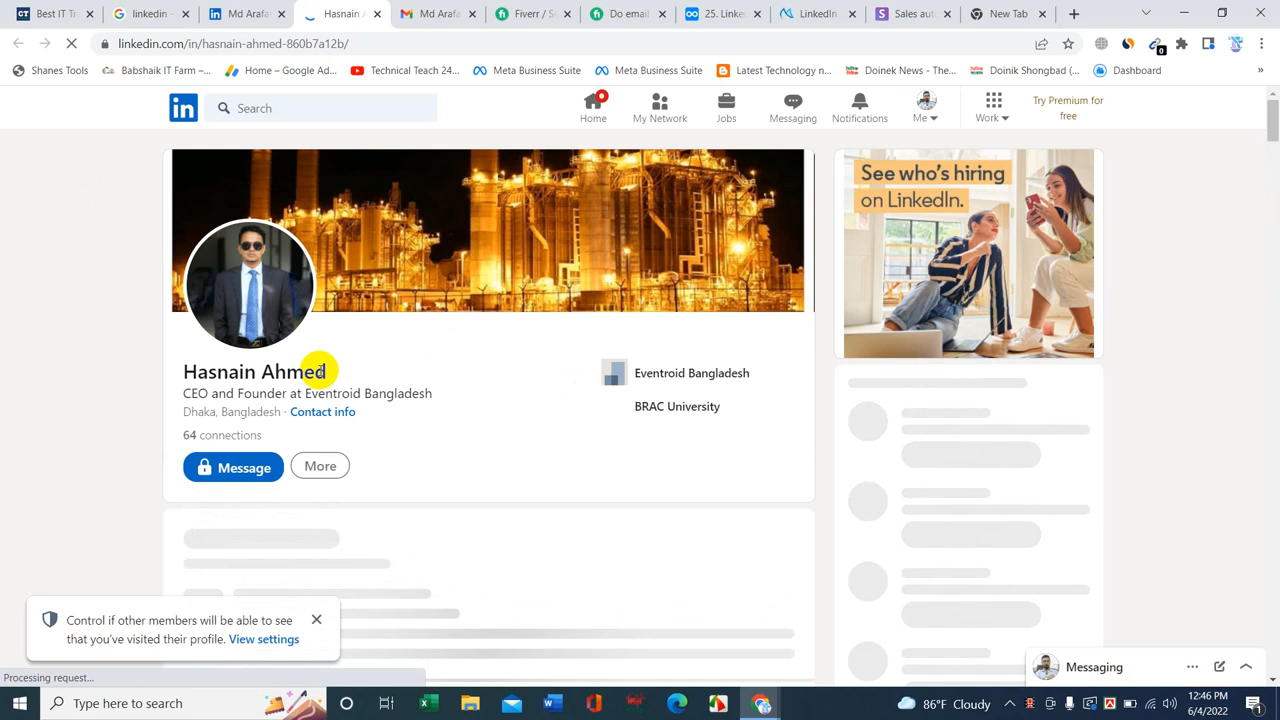 Best IT Tra
linkedin
Md Arafa
Hasnain A
Md Arafa
Fiverr / S
Do email
25. Linke
LinkedIn
Sales aut
New Tab
linkedin.com/in/hasnain-ahmed-860b7a12b/
0
Shanes Tools
Babshaik IT Farm –...
Home – Google Ad...
Technical Teach 24...
Meta Business Suite
Meta Business Suite
Latest Technology n...
Doinek News - The...
Doinik Shongbad (...
Dashboard
»
in
Search
Home
My Network
Jobs
Messaging
Notifications
Me
Work
Try Premium for
free
See who's hiring
on LinkedIn.
Hasnain Ahmed
CEO and Founder at Eventroid Bangladesh
Dhaka, Bangladesh · Contact info
64 connections
Eventroid Bangladesh
BRAC University
Message
More
Control if other members will be able to see
that you've visited their profile. View settings
Processing request...
Messaging
Type here to search
86°F Cloudy
12:46 PM
6/4/2022
1